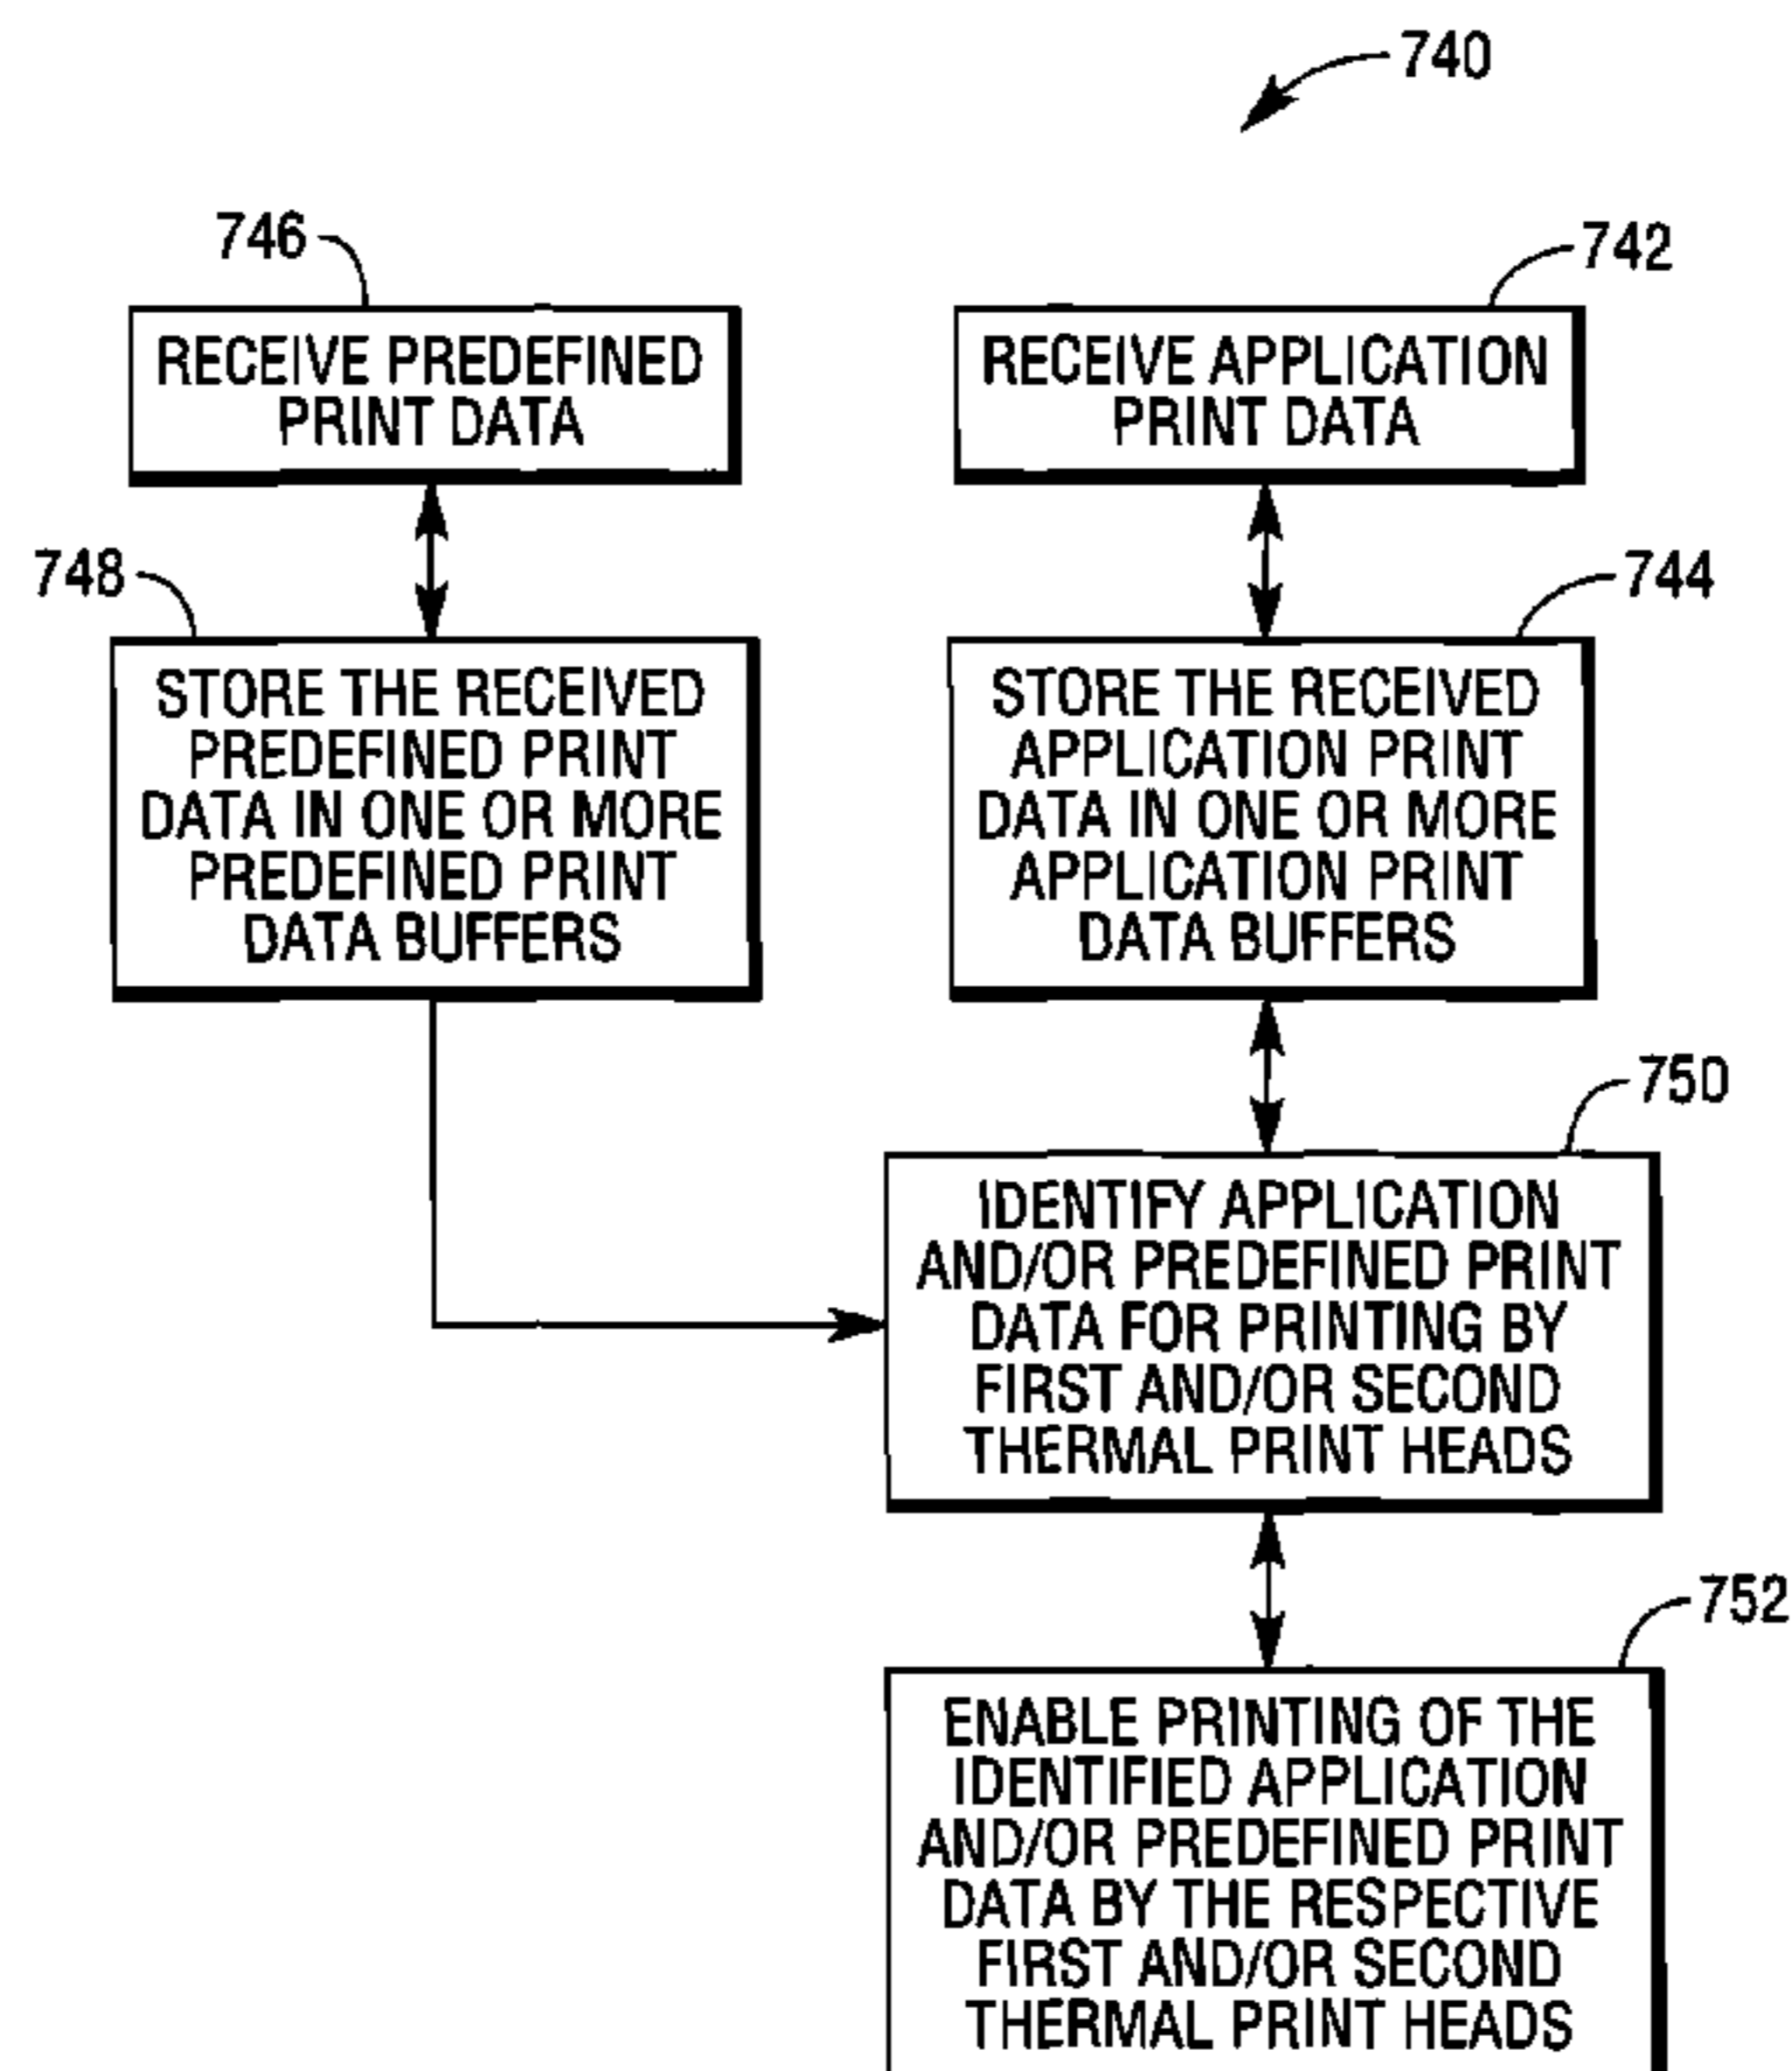 740
746
RECEIVE PREDEFINED
PRINT DATA
742
RECEIVE APPLICATION
PRINT DATA
748
STORE THE RECEIVED
PREDEFINED PRINT
DATA IN ONE OR MORE
PREDEFINED PRINT
DATA BUFFERS
744
STORE THE RECEIVED
APPLICATION PRINT
DATA IN ONE OR MORE
APPLICATION PRINT
DATA BUFFERS
750
IDENTIFY APPLICATION
AND/OR PREDEFINED PRINT
DATA FOR PRINTING BY
FIRST AND/OR SECOND
THERMAL PRINT HEADS
752
ENABLE PRINTING OF THE
IDENTIFIED APPLICATION
AND/OR PREDEFINED PRINT
DATA BY THE RESPECTIVE
FIRST AND/OR SECOND
THERMAL PRINT HEADS